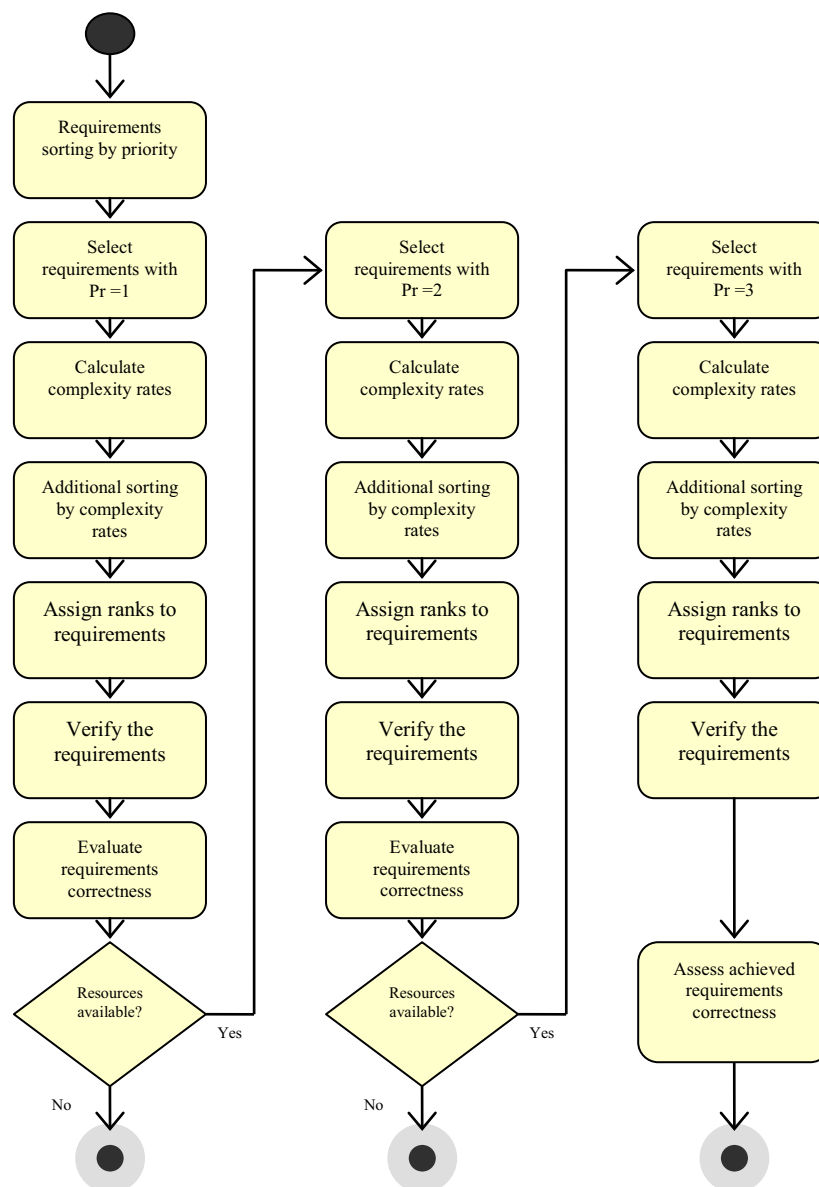 Requirements
sorting by priority
Select
requirements with
Pr =1
Calculate
complexity rates
Additional sorting
by complexity
rates
Assign ranks to
requirements
Verify the
requirements
Evaluate
requirements
correctness
Resources
available?
Yes
No
Select
requirements with
Pr =2
Calculate
complexity rates
Additional sorting
by complexity
rates
Assign ranks to
requirements
Verify the
requirements
Evaluate
requirements
correctness
Resources
available?
Yes
No
Select
requirements with
Pr =3
Calculate
complexity rates
Additional sorting
by complexity
rates
Assign ranks to
requirements
Verify the
requirements
Assess achieved
requirements
correctness